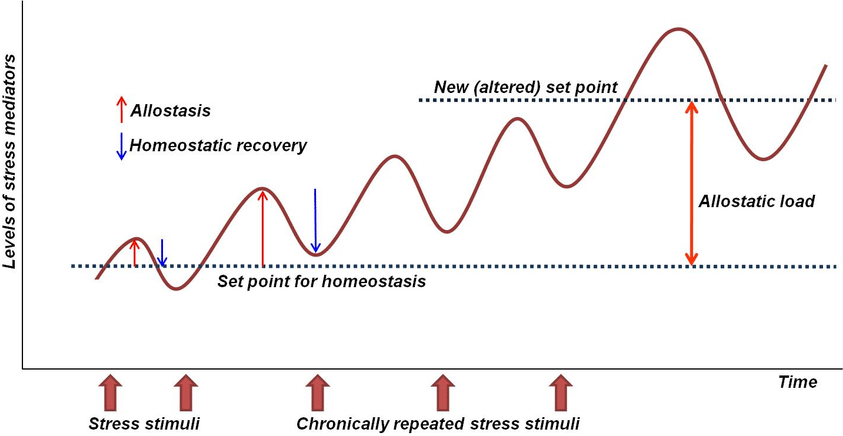 Levels of stress mediators
New (altered) set point
Allostasis
Homeostatic recovery
Allostatic load
Set point for homeostasis
Time
Stress stimuli
Chronically repeated stress stimuli